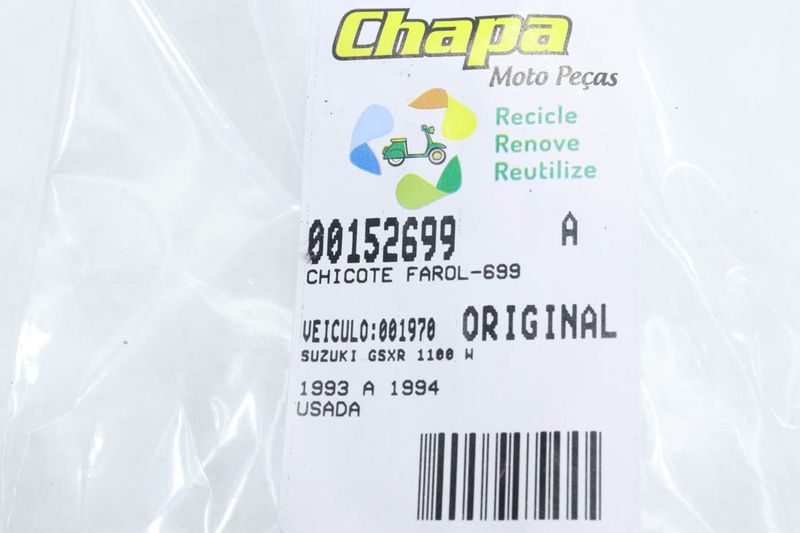 Chapa
Moto Peças
Recicle
Renove
Reutilize
00152699 A
CHICOTE FAROL-699
VEICULO:001970 ORIGINAL
SUZUKI GSXR 1100 W
1993 A 1994
USADA